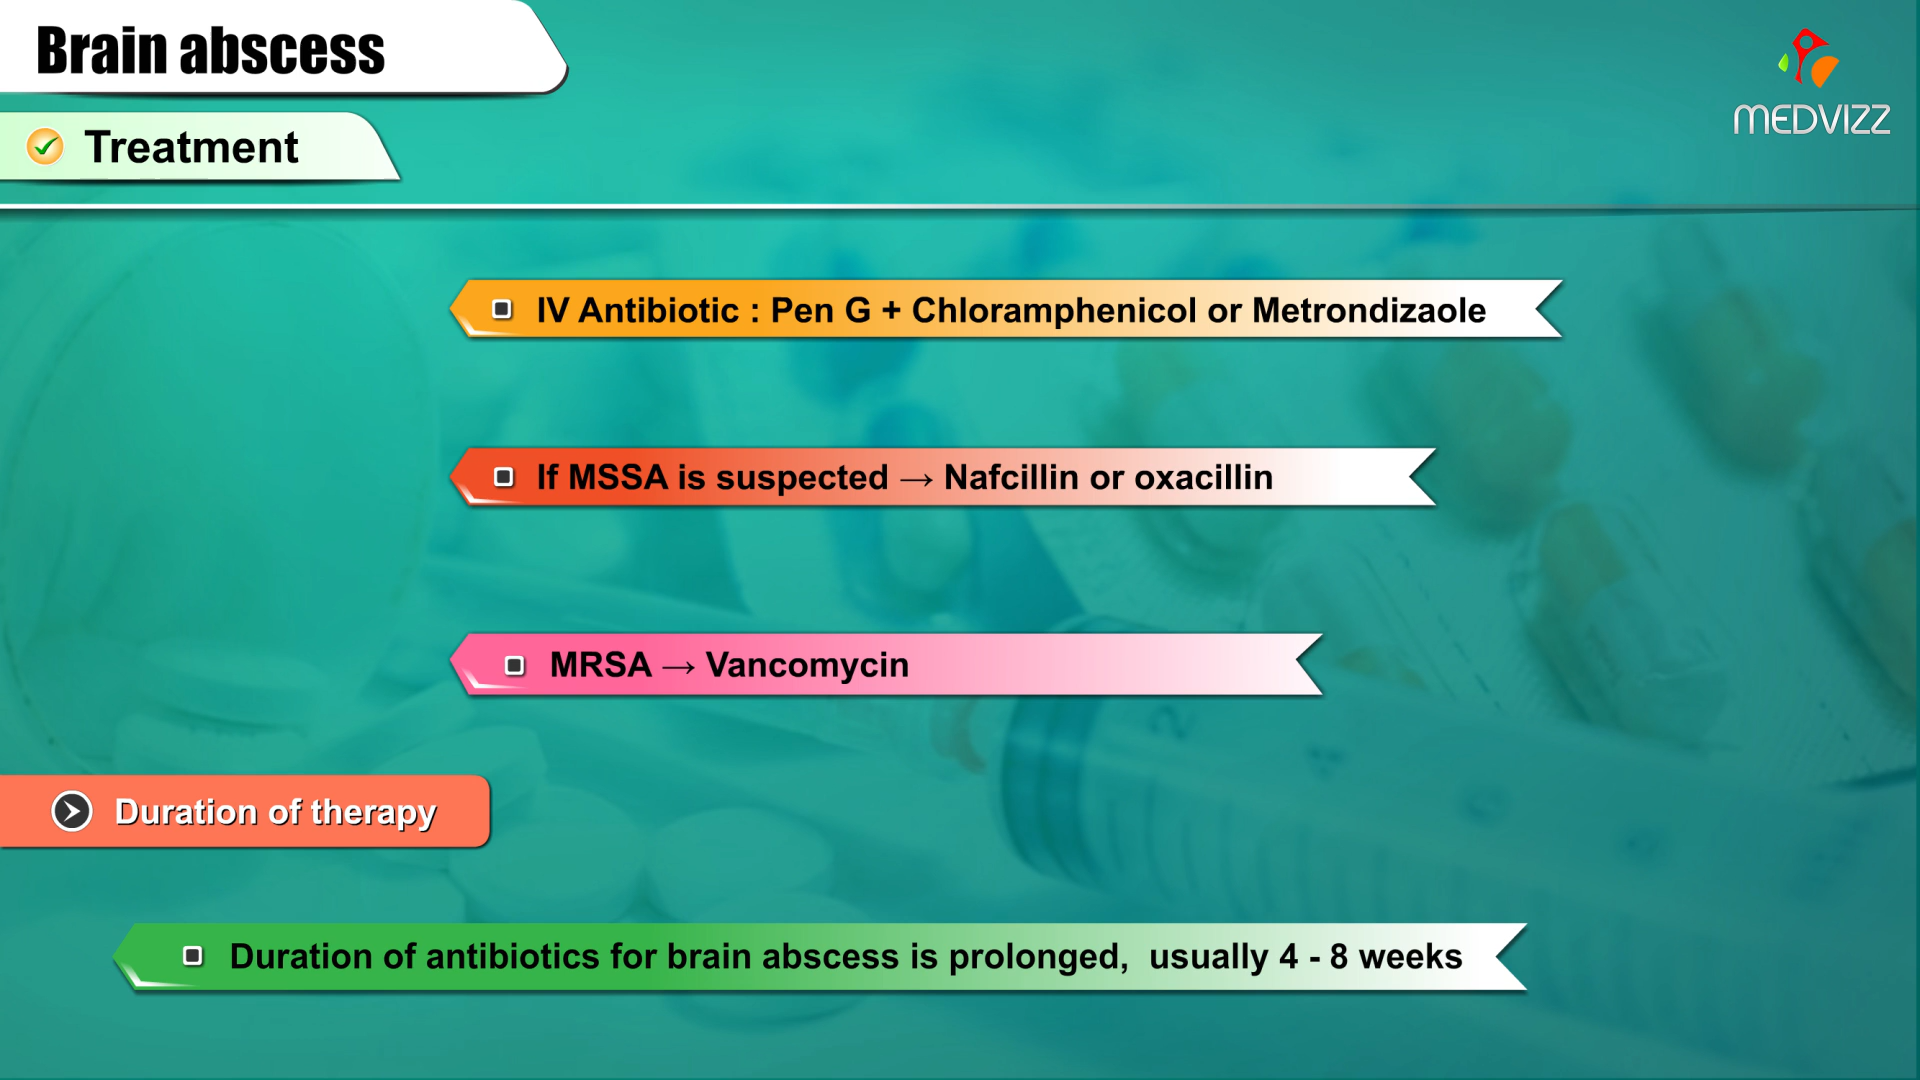 Brain abscess
MEDVIZZ
Treatment
IV Antibiotic : Pen G + Chloramphenicol or Metrondizaole
If MSSA is suspected → Nafcillin or oxacillin
MRSA → Vancomycin
Duration of therapy
Duration of antibiotics for brain abscess is prolonged, usually 4 - 8 weeks